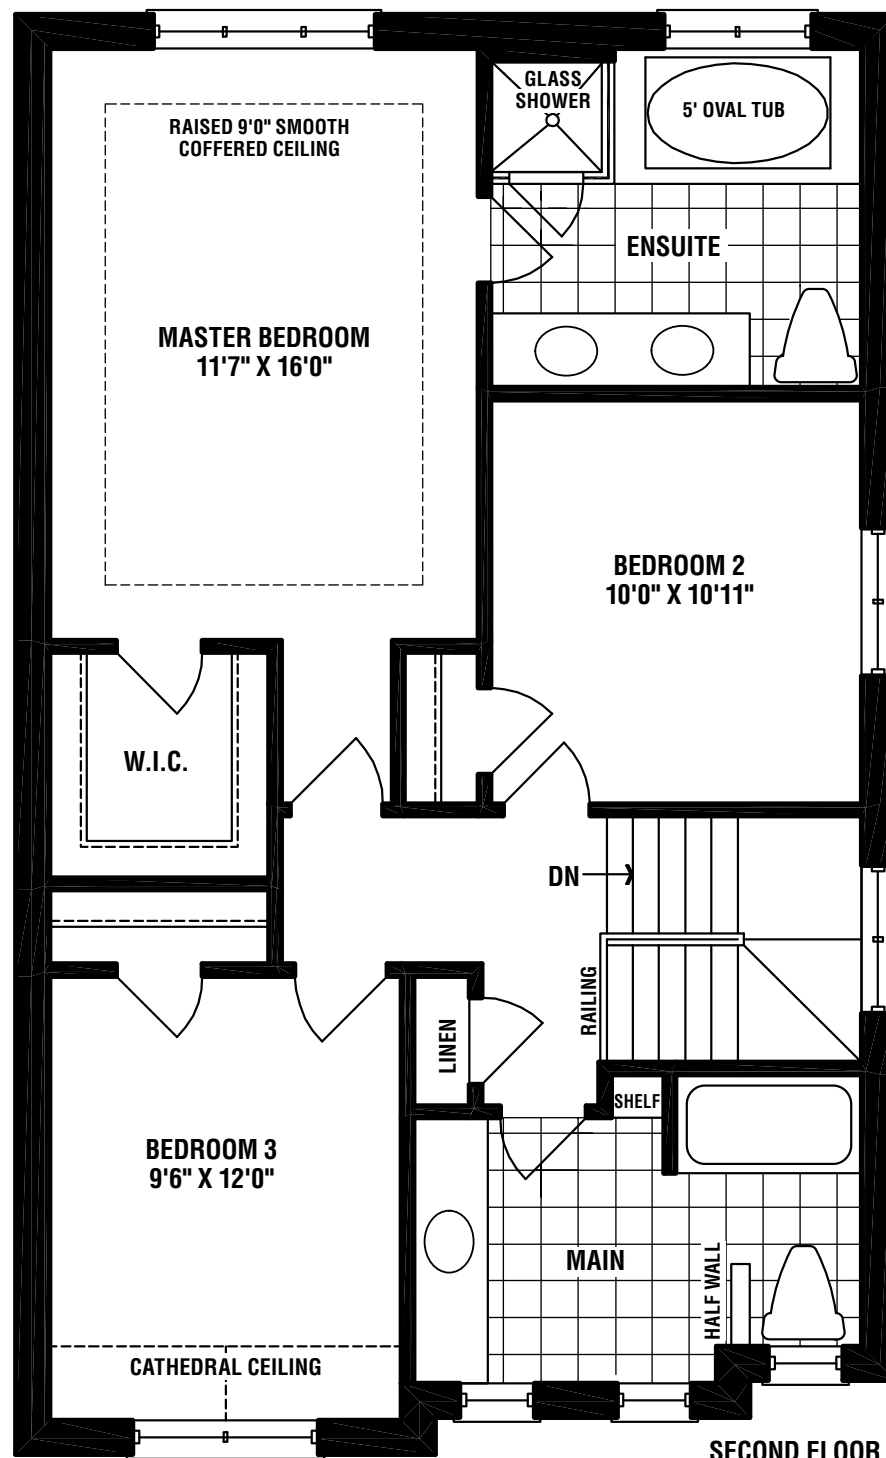 GLASS
SHOWER
5' OVAL TUB
RAISED 9'0" SMOOTH
COFFERED CEILING
ENSUITE
MASTER BEDROOM
11'7" X 16'0"
BEDROOM 2
10'0" X 10'11"
W.I.C.
DN
RAILING
LINEN
SHELF
BEDROOM 3
9'6" X 12'0"
MAIN
HALF WALL
CATHEDRAL CEILING
SECOND FLOOR